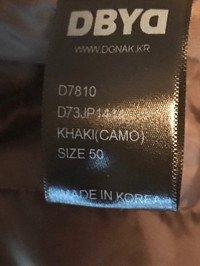 DBYD
WWW.DGNAK.KR
D7810
KHAKI(CAMO)
SIZE 50
MADE IN KOREA